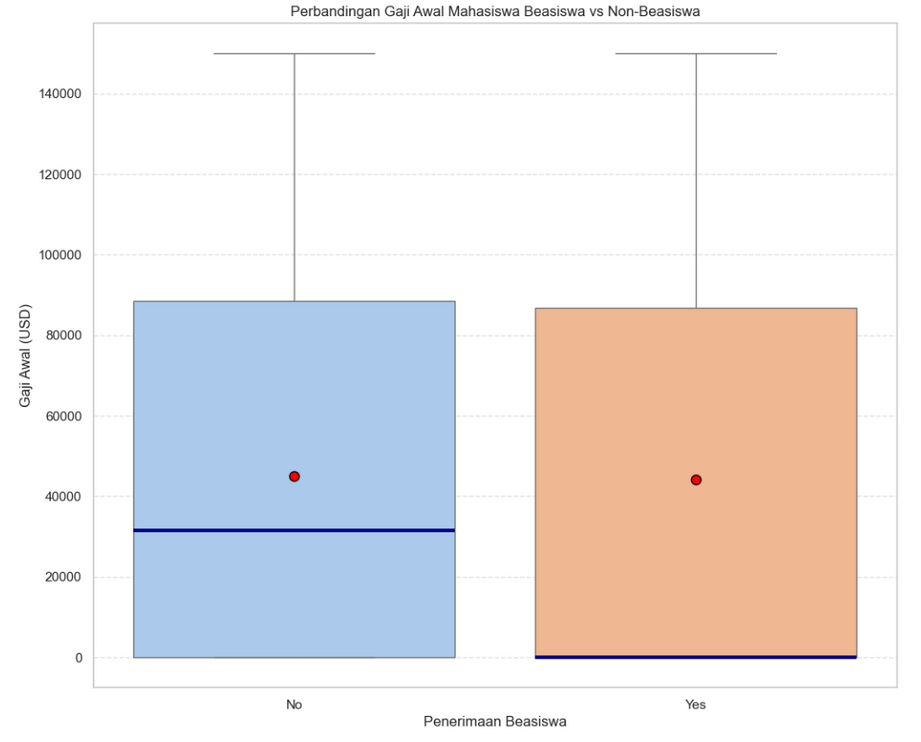 Perbandingan Gaji Awal Mahasiswa Beasiswa vs Non-Beasiswa
140000
120000
100000
80000
60000
40000
20000
0
Gaji Awal (USD)
No
Yes
Penerimaan Beasiswa